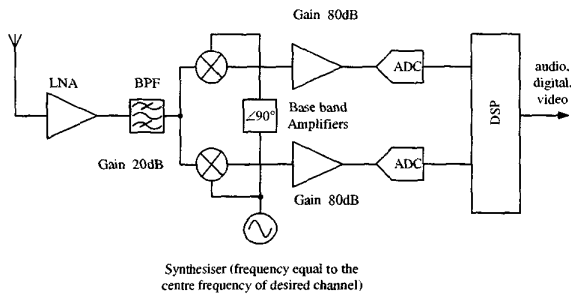 Gain 80dB
LNA
BPF
ADC
audio,
digital,
video
∠90°
Base band
Amplifiers
DSP
Gain 20dB
ADC
Gain 80dB
Synthesiser (frequency equal to the
centre frequency of desired channel)